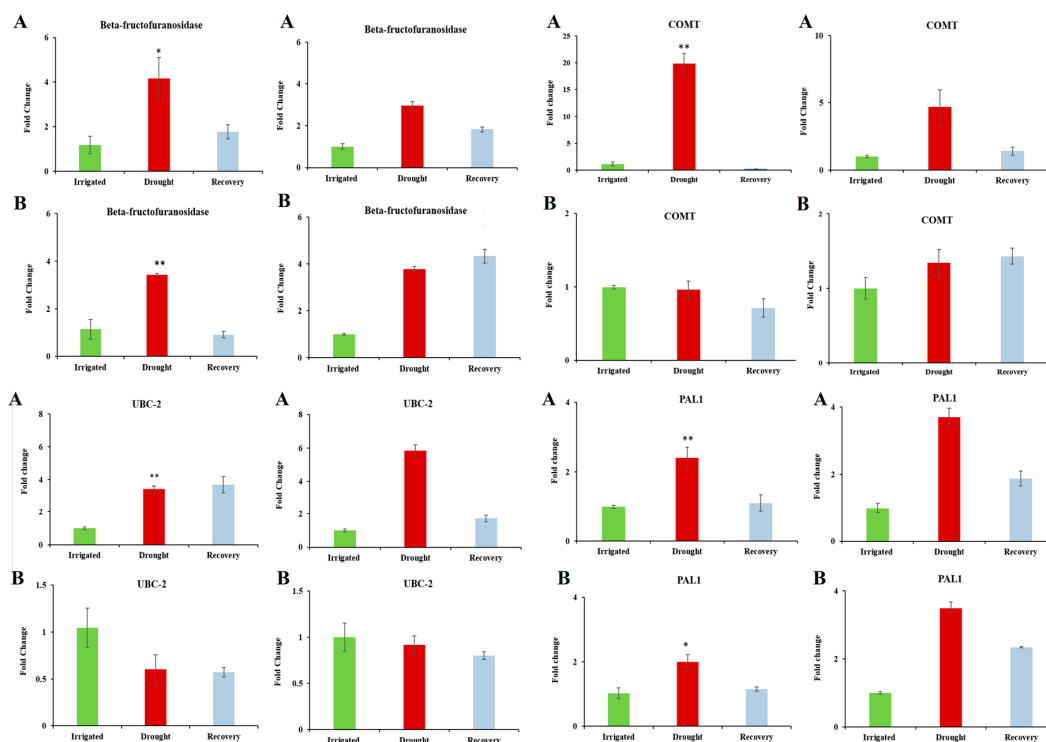 A
Beta-fructofuranosidase
Fold Change
6
4
2
0
*
Irrigated Drought Recovery
A
Beta-fructofuranosidase
Fold Change
6
4
2
0
Irrigated Drought Recovery
A
COMT
Fold Change
25
20
15
10
5
0
**
Irrigated Drought Recovery
A
COMT
Fold Change
10
5
0
Irrigated Drought Recovery
B
Beta-fructofuranosidase
Fold Change
6
4
2
0
**
Irrigated Drought Recovery
B
Beta-fructofuranosidase
Fold Change
6
4
2
0
Irrigated Drought Recovery
B
COMT
Fold change
2
1
0
Irrigated Drought Recovery
B
COMT
Fold change
2
1
0
Irrigated Drought Recovery
A
UBC-2
Fold change
8
6
4
2
0
**
Irrigated Drought Recovery
A
UBC-2
Fold change
8
6
4
2
0
Irrigated Drought Recovery
A
PAL1
Fold change
4
2
0
**
Irrigated Drought Recovery
A
PAL1
Fold change
4
2
0
Irrigated Drought Recovery
B
UBC-2
Fold change
1.5
1
0.5
0
Irrigated Drought Recovery
B
UBC-2
Fold change
1.5
1
0.5
0
Irrigated Drought Recovery
B
PAL1
Fold change
4
2
0
*
Irrigated Drought Recovery
B
PAL1
Fold change
4
2
0
Irrigated Drought Recovery